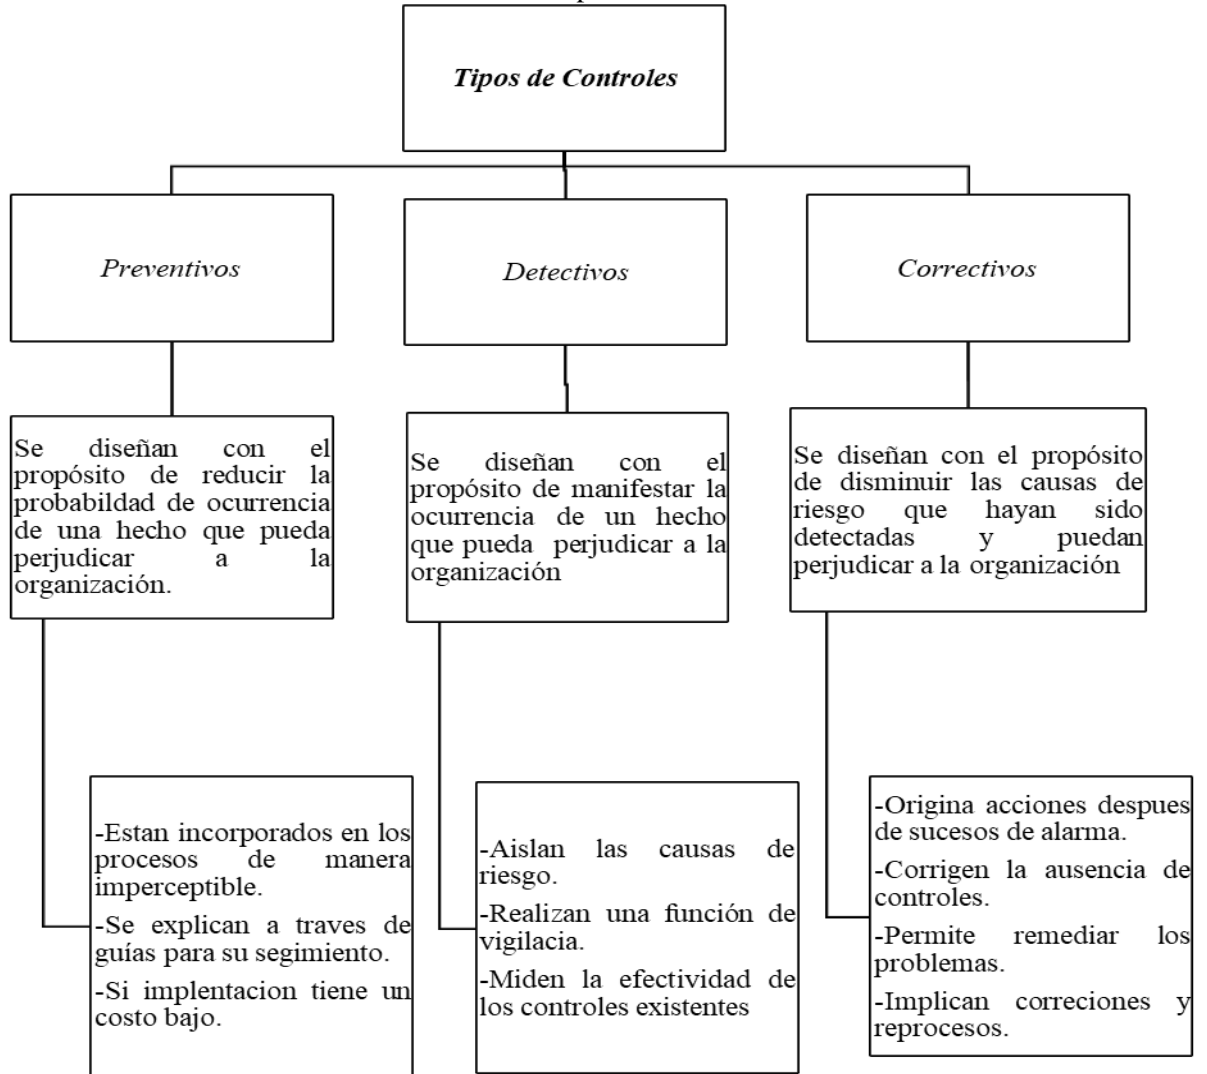 Tipos de Controles
Preventivos
Detectivos
Correctivos
Se diseñan con el
propósito de reducir la
probabildad de ocurrencia
de una hecho que pueda
perjudicar a la
organización.
Se diseñan con el
propósito de manifestar la
ocurrencia de un hecho
que pueda perjudicar a la
organización
Se diseñan con el propósito
de disminuir las causas de
riesgo que hayan sido
detectadas y puedan
perjudicar a la organización
-Estan incorporados en los
procesos de manera
imperceptible.
-Se explican a traves de
guías para su segimiento.
-Si implentacion tiene un
costo bajo.
-Aislan las causas de
riesgo.
-Realizan una función de
vigilacia.
-Miden la efectividad de
los controles existentes
-Origina acciones despues
de sucesos de alarma.
-Corrigen la ausencia de
controles.
-Permite remediar los
problemas.
-Implican correciones y
reprocesos.